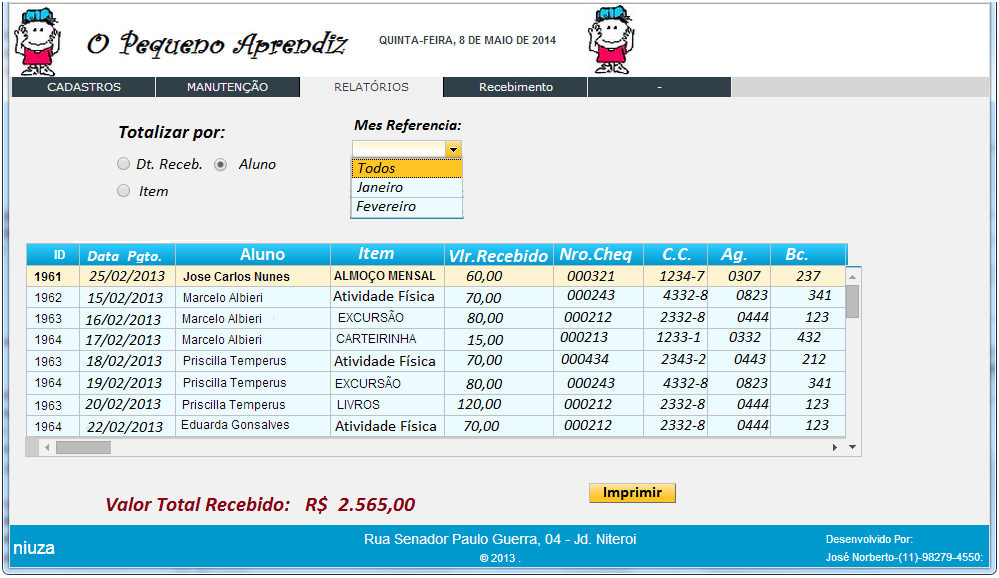 O Pequeno Aprendiz
QUINTA-FEIRA, 8 DE MAIO DE 2014
CADASTROS MANUTENÇÃO RELATÓRIOS Recebimento -
Totalizar por:
Mes Referencia:
Dt. Receb. Aluno
Item
Todos
Janeiro
Fevereiro
ID Data Pgto. Aluno Item Vlr.Recebido Nro.Cheq C.C. Ag. Bc.
1961 25/02/2013 Jose Carlos Nunes ALMOÇO MENSAL 60,00 000321 1234-7 0307 237
1962 15/02/2013 Marcelo Albieri Atividade Física 70,00 000243 4332-8 0823 341
1963 16/02/2013 Marcelo Albieri EXCURSÃO 80,00 000212 2332-8 0444 123
1964 17/02/2013 Marcelo Albieri CARTEIRINHA 15,00 000213 1233-1 0332 432
1963 18/02/2013 Priscilla Temperus Atividade Física 70,00 000434 2343-2 0443 212
1964 19/02/2013 Priscilla Temperus EXCURSÃO 80,00 000243 4332-8 0823 341
1963 20/02/2013 Priscilla Temperus LIVROS 120,00 000212 2332-8 0444 123
1964 22/02/2013 Eduarda Gonsalves Atividade Física 70,00 000212 2332-8 0444 123
Valor Total Recebido: R$ 2.565,00
Imprimir
niuza
Rua Senador Paulo Guerra, 04 - Jd. Niteroi
© 2013 .
Desenvolvido Por:
José Norberto-(11)-98279-4550: